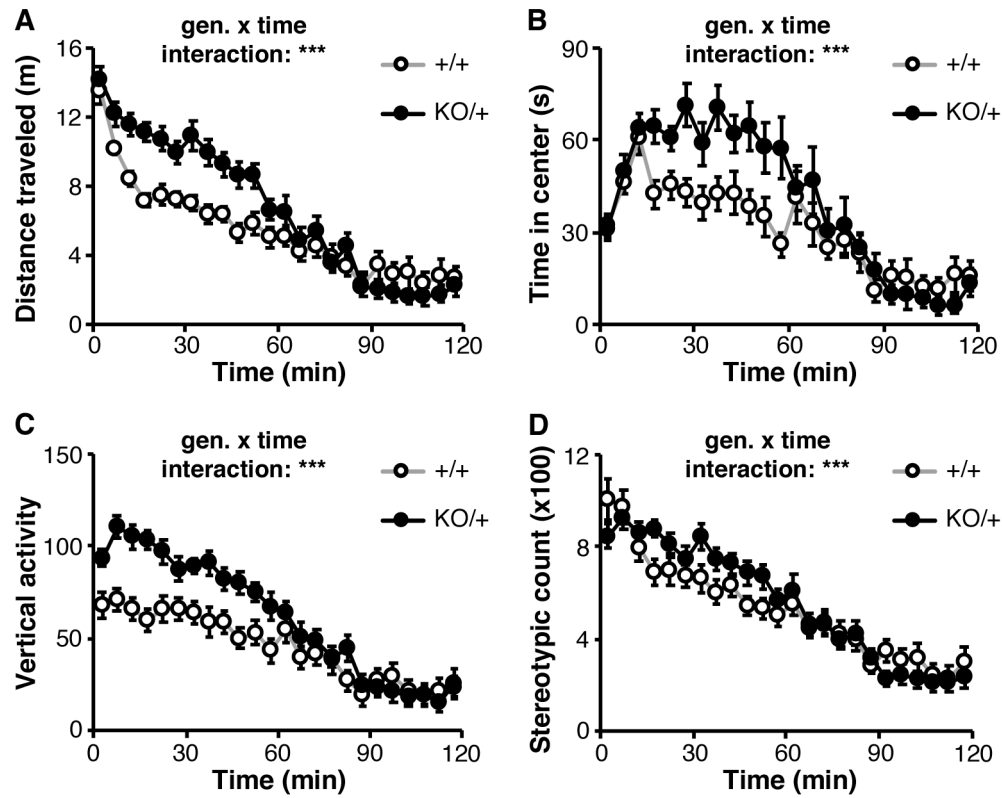 A
gen. x time
interaction: ***
+/+
KO/+
Distance traveled (m)
16
12
8
4
0
0 30 60 90 120
Time (min)
B
gen. x time
interaction: ***
+/+
KO/+
Time in center (s)
90
60
30
0
0 30 60 90 120
Time (min)
C
gen. x time
interaction: ***
+/+
KO/+
Vertical activity
150
100
50
0
0 30 60 90 120
Time (min)
D
gen. x time
interaction: ***
+/+
KO/+
Stereotypic count (x100)
12
8
4
0
0 30 60 90 120
Time (min)